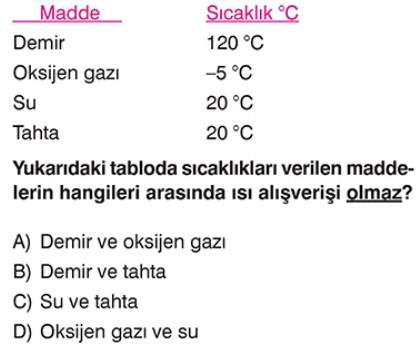 Madde Sıcaklık °C
Demir 120 °C
Oksijen gazı –5 °C
Su 20 °C
Tahta 20 °C
Yukarıdaki tabloda sıcaklıkları verilen madde-
lerin hangileri arasında ısı alışverişi olmaz?
A) Demir ve oksijen gazı
B) Demir ve tahta
C) Su ve tahta
D) Oksijen gazı ve su